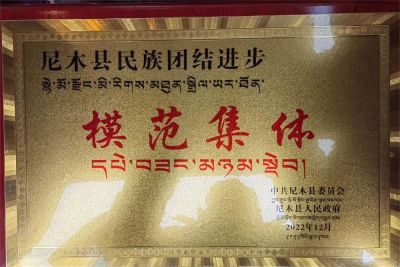 尼木县民族团结进步
སྙེ་མོ་རྫོང་མི་རིགས་མཐུན་སྒྲིལ་ཡར་ཐོན་
模范集体
དཔེ་བཟང་མཉམ་སྡེབ།
中共尼木县委员会
尼木县人民政府
2022年12月